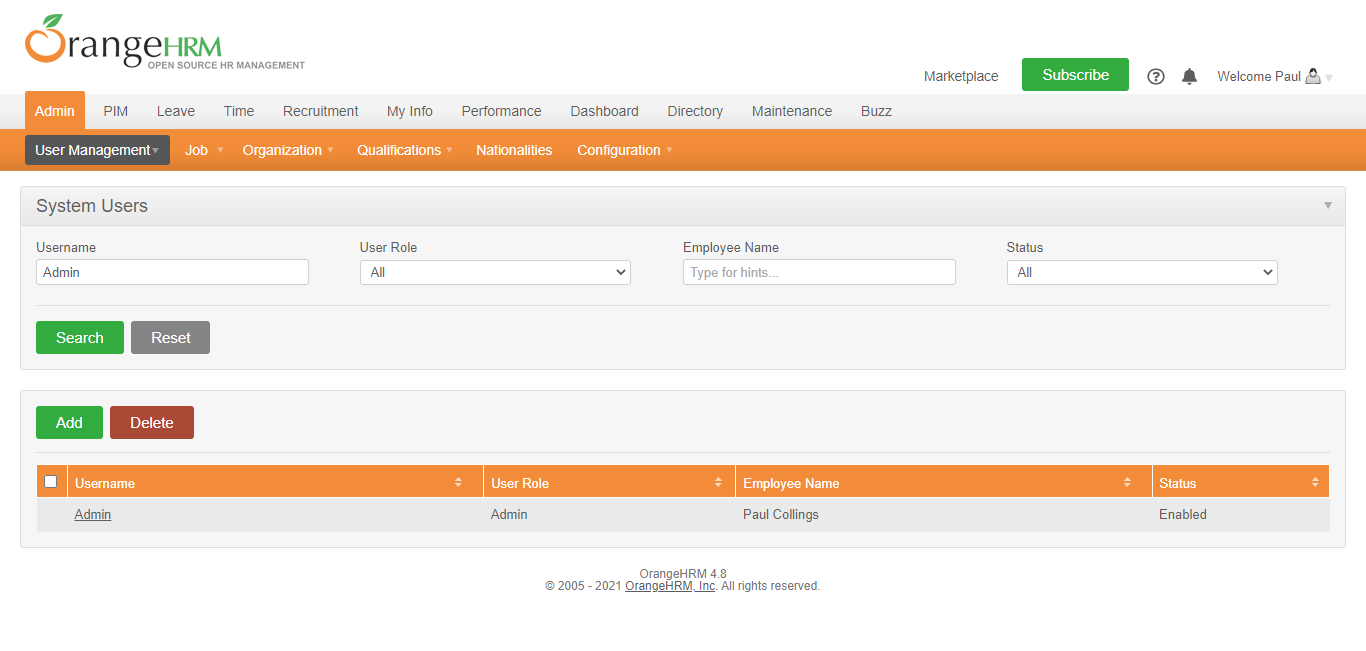 OrangeHRM
OPEN SOURCE HR MANAGEMENT
Marketplace Subscribe Welcome Paul
Admin PIM Leave Time Recruitment My Info Performance Dashboard Directory Maintenance Buzz
User Management Job Organization Qualifications Nationalities Configuration
System Users
Username User Role Employee Name Status
Admin All Type for hints... All
Search Reset
Add Delete
Username User Role Employee Name Status
Admin Admin Paul Collings Enabled
OrangeHRM 4.8
© 2005 - 2021 OrangeHRM, Inc. All rights reserved.